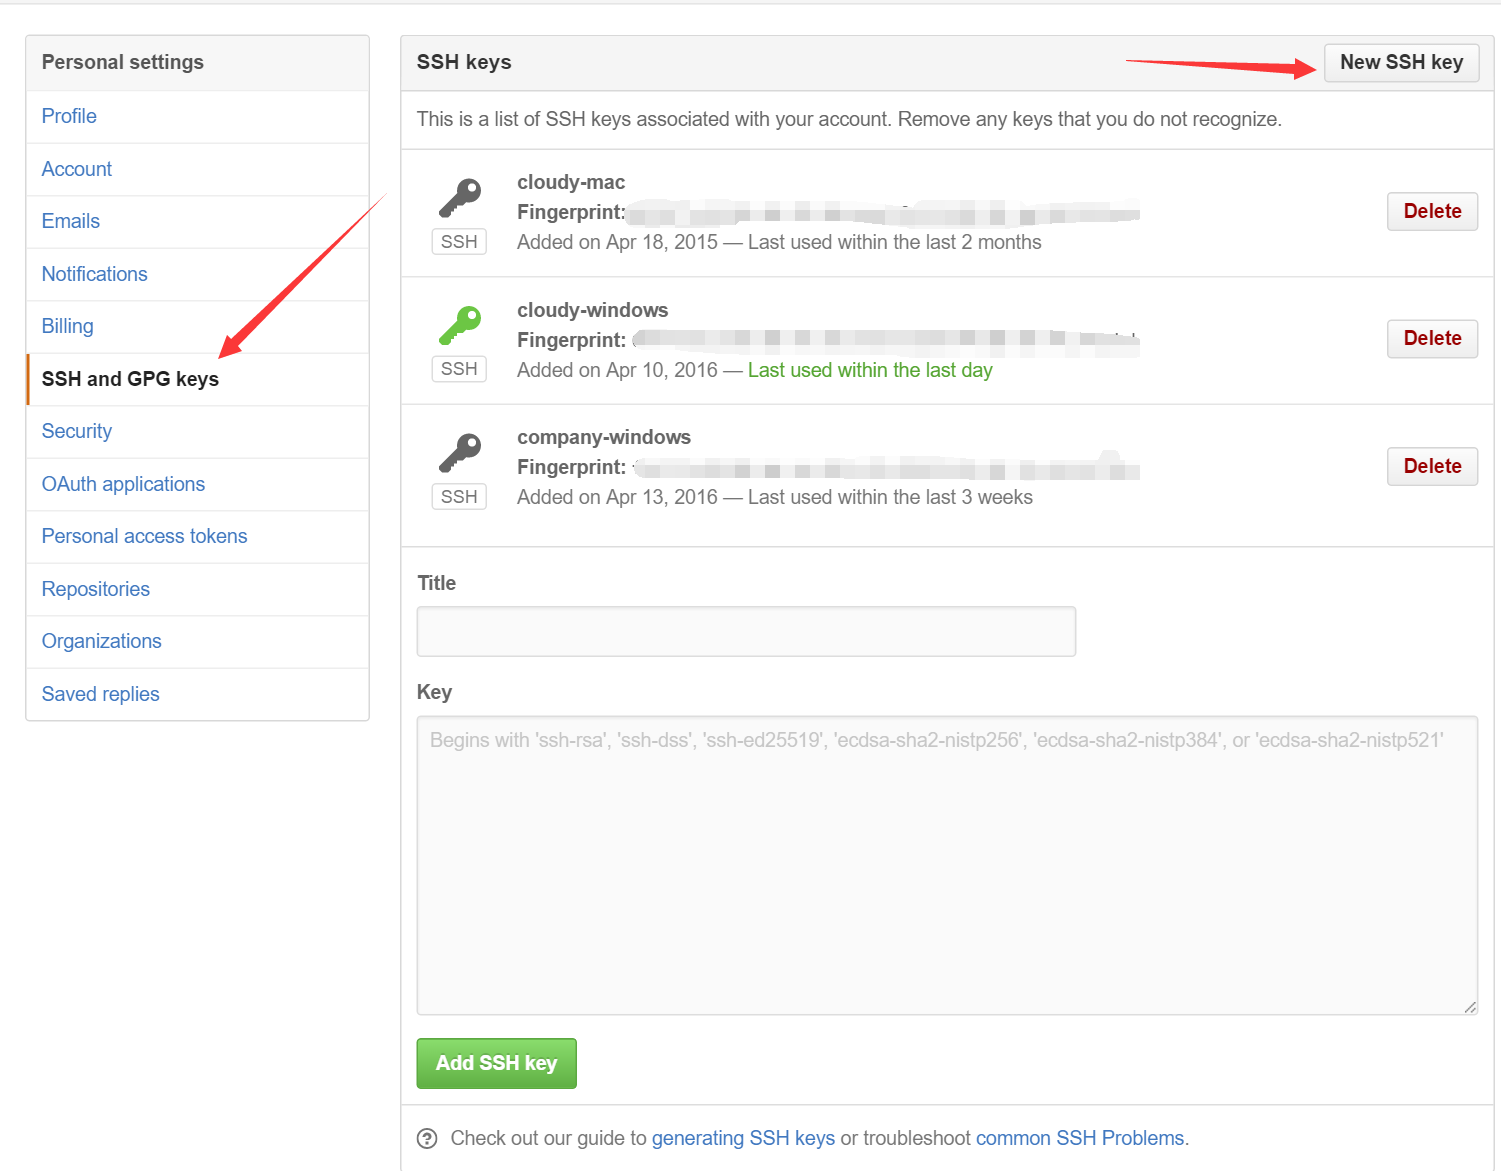 Personal settings
Profile
Account
Emails
Notifications
Billing
SSH and GPG keys
Security
OAuth applications
Personal access tokens
Repositories
Organizations
Saved replies
SSH keys
New SSH key
This is a list of SSH keys associated with your account. Remove any keys that you do not recognize.
cloudy-mac
Fingerprint:
SSH
Added on Apr 18, 2015 — Last used within the last 2 months
Delete
cloudy-windows
Fingerprint:
SSH
Added on Apr 10, 2016 — Last used within the last day
Delete
company-windows
Fingerprint:
SSH
Added on Apr 13, 2016 — Last used within the last 3 weeks
Delete
Title
Key
Begins with 'ssh-rsa', 'ssh-dss', 'ssh-ed25519', 'ecdsa-sha2-nistp256', 'ecdsa-sha2-nistp384', or 'ecdsa-sha2-nistp521'
Add SSH key
Check out our guide to generating SSH keys or troubleshoot common SSH Problems.